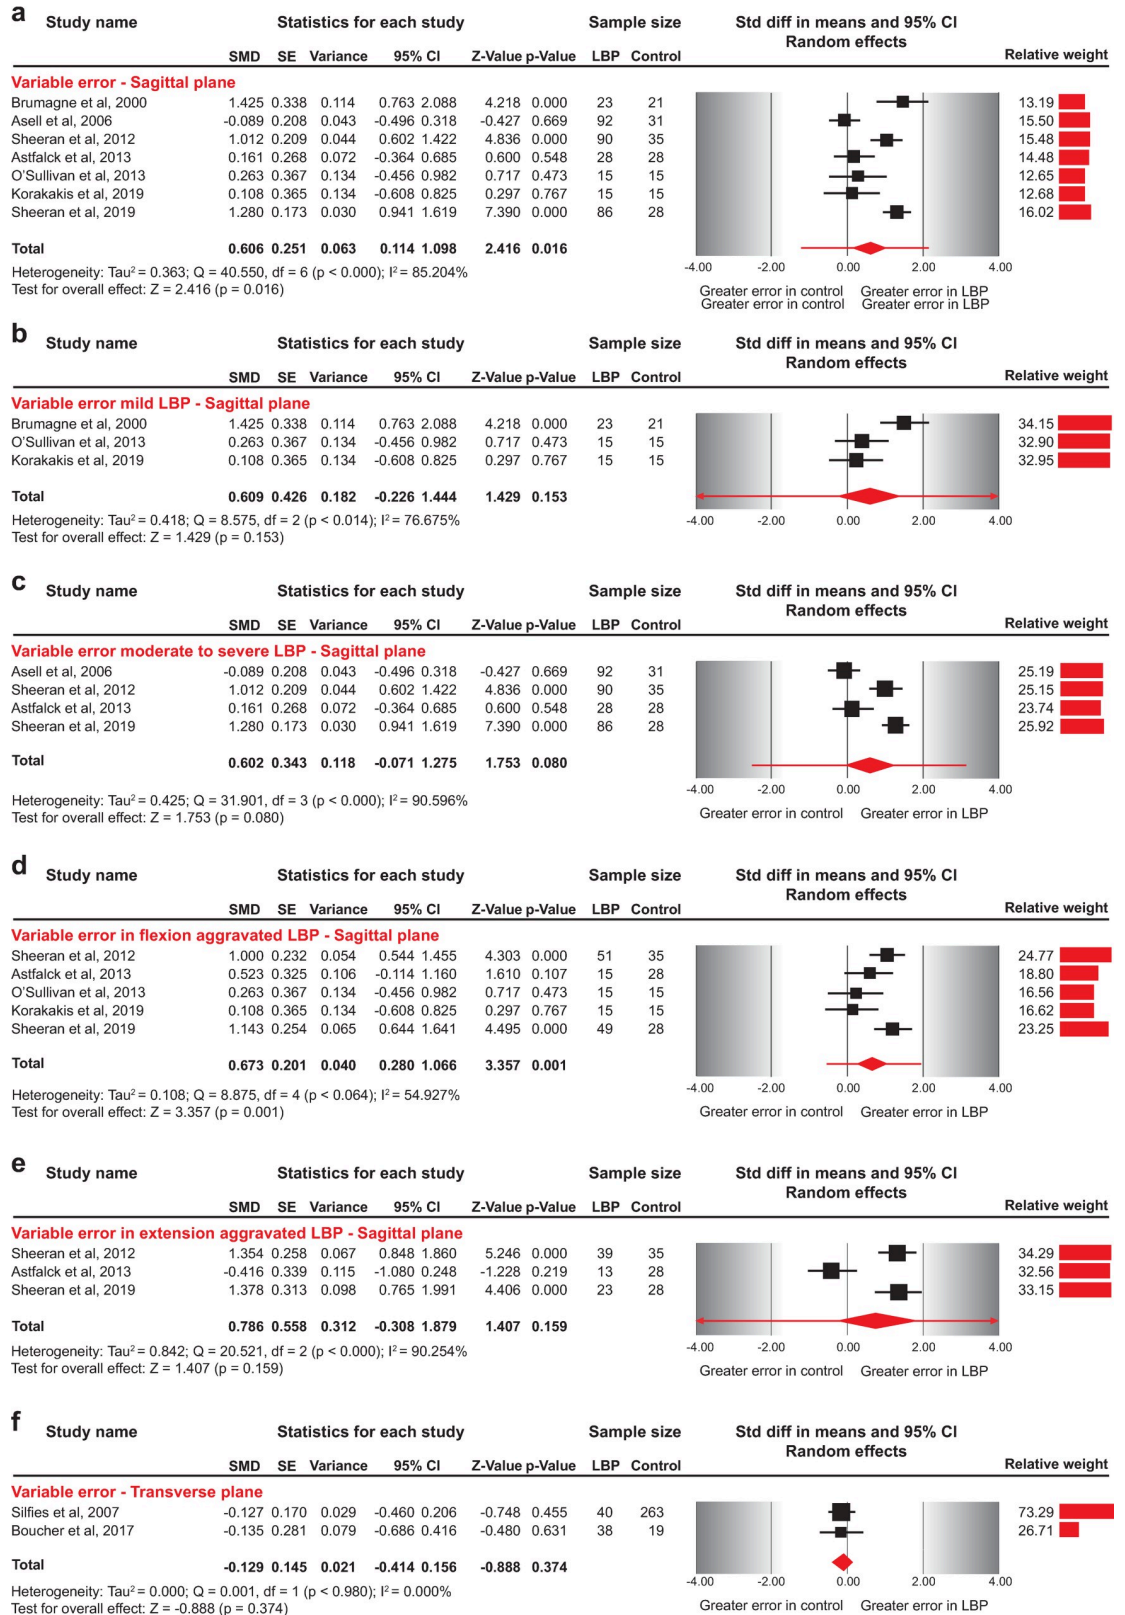 a
Study name Statistics for each study Sample size Std diff in means and 95% CI
Random effects
SMD SE Variance 95% CI Z-Value p-Value LBP Control Relative weight
Variable error - Sagittal plane
Brumagne et al, 2000 1.425 0.338 0.114 0.763 2.088 4.218 0.000 23 21 13.19
Asell et al, 2006 -0.089 0.208 0.043 -0.496 0.318 -0.427 0.669 92 31 15.50
Sheeran et al, 2012 1.012 0.209 0.044 0.602 1.422 4.836 0.000 90 35 15.48
Astfalck et al, 2013 0.161 0.268 0.072 -0.364 0.685 0.600 0.548 28 28 14.48
O'Sullivan et al, 2013 0.263 0.367 0.134 -0.456 0.982 0.717 0.473 15 15 12.65
Korakakis et al, 2019 0.108 0.365 0.134 -0.608 0.825 0.297 0.767 15 15 12.68
Sheeran et al, 2019 1.280 0.173 0.030 0.941 1.619 7.390 0.000 86 28 16.02
Total 0.606 0.251 0.063 0.114 1.098 2.416 0.016
-4.00 -2.00 0.00 2.00 4.00
Heterogeneity: Tau² = 0.363; Q = 40.550, df = 6 (p < 0.000); I² = 85.204%
Test for overall effect: Z = 2.416 (p = 0.016)
Greater error in control Greater error in LBP
Greater error in control Greater error in LBP
b
Study name Statistics for each study Sample size Std diff in means and 95% CI
Random effects
SMD SE Variance 95% CI Z-Value p-Value LBP Control Relative weight
Variable error mild LBP - Sagittal plane
Brumagne et al, 2000 1.425 0.338 0.114 0.763 2.088 4.218 0.000 23 21 34.15
O'Sullivan et al, 2013 0.263 0.367 0.134 -0.456 0.982 0.717 0.473 15 15 32.90
Korakakis et al, 2019 0.108 0.365 0.134 -0.608 0.825 0.297 0.767 15 15 32.95
Total 0.609 0.426 0.182 -0.226 1.444 1.429 0.153
-4.00 -2.00 0.00 2.00 4.00
Heterogeneity: Tau² = 0.418; Q = 8.575, df = 2 (p < 0.014); I² = 76.675%
Test for overall effect: Z = 1.429 (p = 0.153)
c
Study name Statistics for each study Sample size Std diff in means and 95% CI
Random effects
SMD SE Variance 95% CI Z-Value p-Value LBP Control Relative weight
Variable error moderate to severe LBP - Sagittal plane
Asell et al, 2006 -0.089 0.208 0.043 -0.496 0.318 -0.427 0.669 92 31 25.19
Sheeran et al, 2012 1.012 0.209 0.044 0.602 1.422 4.836 0.000 90 35 25.15
Astfalck et al, 2013 0.161 0.268 0.072 -0.364 0.685 0.600 0.548 28 28 23.74
Sheeran et al, 2019 1.280 0.173 0.030 0.941 1.619 7.390 0.000 86 28 25.92
Total 0.602 0.343 0.118 -0.071 1.275 1.753 0.080
-4.00 -2.00 0.00 2.00 4.00
Heterogeneity: Tau² = 0.425; Q = 31.901, df = 3 (p < 0.000); I² = 90.596%
Test for overall effect: Z = 1.753 (p = 0.080)
Greater error in control Greater error in LBP
d
Study name Statistics for each study Sample size Std diff in means and 95% CI
Random effects
SMD SE Variance 95% CI Z-Value p-Value LBP Control Relative weight
Variable error in flexion aggravated LBP - Sagittal plane
Sheeran et al, 2012 1.000 0.232 0.054 0.544 1.455 4.303 0.000 51 35 24.77
Astfalck et al, 2013 0.523 0.325 0.106 -0.114 1.160 1.610 0.107 15 28 18.80
O'Sullivan et al, 2013 0.263 0.367 0.134 -0.456 0.982 0.717 0.473 15 15 16.56
Korakakis et al, 2019 0.108 0.365 0.134 -0.608 0.825 0.297 0.767 15 15 16.62
Sheeran et al, 2019 1.143 0.254 0.065 0.644 1.641 4.495 0.000 49 28 23.25
Total 0.673 0.201 0.040 0.280 1.066 3.357 0.001
-4.00 -2.00 0.00 2.00 4.00
Heterogeneity: Tau² = 0.108; Q = 8.875, df = 4 (p < 0.064); I² = 54.927%
Test for overall effect: Z = 3.357 (p = 0.001)
Greater error in control Greater error in LBP
e
Study name Statistics for each study Sample size Std diff in means and 95% CI
Random effects
SMD SE Variance 95% CI Z-Value p-Value LBP Control Relative weight
Variable error in extension aggravated LBP - Sagittal plane
Sheeran et al, 2012 1.354 0.258 0.067 0.848 1.860 5.246 0.000 39 35 34.29
Astfalck et al, 2013 -0.416 0.339 0.115 -1.080 0.248 -1.228 0.219 13 28 32.56
Sheeran et al, 2019 1.378 0.313 0.098 0.765 1.991 4.406 0.000 23 28 33.15
Total 0.786 0.558 0.312 -0.308 1.879 1.407 0.159
-4.00 -2.00 0.00 2.00 4.00
Heterogeneity: Tau² = 0.842; Q = 20.521, df = 2 (p < 0.000); I² = 90.254%
Test for overall effect: Z = 1.407 (p = 0.159)
Greater error in control Greater error in LBP
f
Study name Statistics for each study Sample size Std diff in means and 95% CI
Random effects
SMD SE Variance 95% CI Z-Value p-Value LBP Control Relative weight
Variable error - Transverse plane
Silfies et al, 2007 -0.127 0.170 0.029 -0.460 0.206 -0.748 0.455 40 263 73.29
Boucher et al, 2017 -0.135 0.281 0.079 -0.686 0.416 -0.480 0.631 38 19 26.71
Total -0.129 0.145 0.021 -0.414 0.156 -0.888 0.374
-4.00 -2.00 0.00 2.00 4.00
Heterogeneity: Tau² = 0.000; Q = 0.001, df = 1 (p < 0.980); I² = 0.000%
Test for overall effect: Z = -0.888 (p = 0.374)
Greater error in control Greater error in LBP